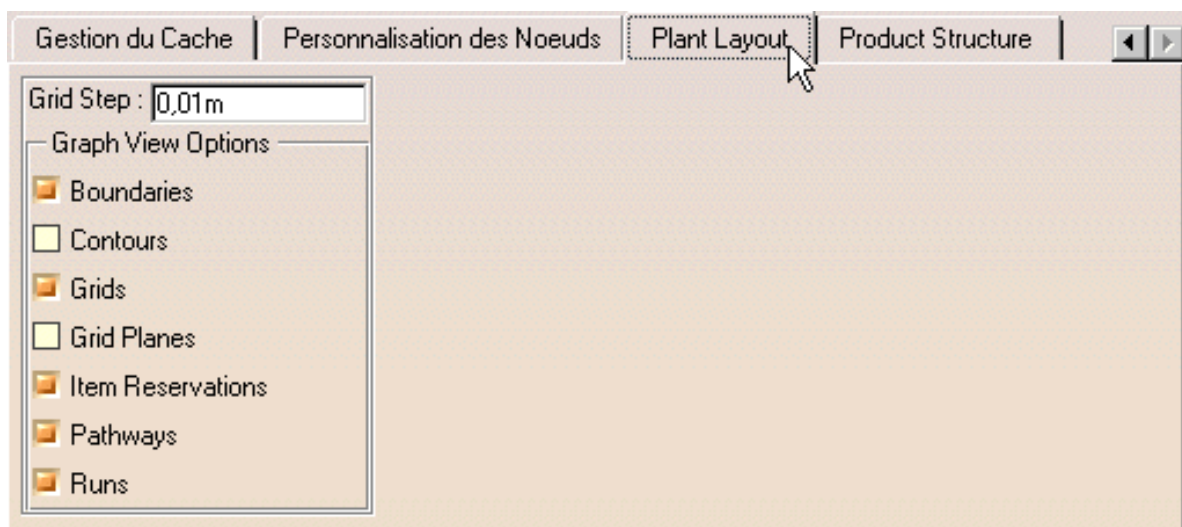 Gestion du Cache Personnalisation des Noeuds Plant Layout Product Structure
Grid Step : 0,01m
Graph View Options
Boundaries
Contours
Grids
Grid Planes
Item Reservations
Pathways
Runs